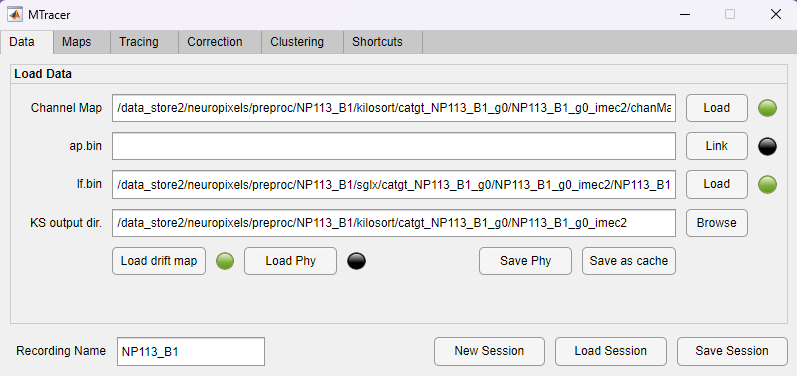 MTracer
Data Maps Tracing Correction Clustering Shortcuts
Load Data
Channel Map /data_store2/neuropixels/preproc/NP113_B1/kilosort/catgt_NP113_B1_g0/NP113_B1_g0_imec2/chanMa Load
ap.bin Link
lf.bin /data_store2/neuropixels/preproc/NP113_B1/sglx/catgt_NP113_B1_g0/NP113_B1_g0_imec2/NP113_B1 Load
KS output dir. /data_store2/neuropixels/preproc/NP113_B1/kilosort/catgt_NP113_B1_g0/NP113_B1_g0_imec2 Browse
Load drift map Load Phy Save Phy Save as cache
Recording Name NP113_B1 New Session Load Session Save Session